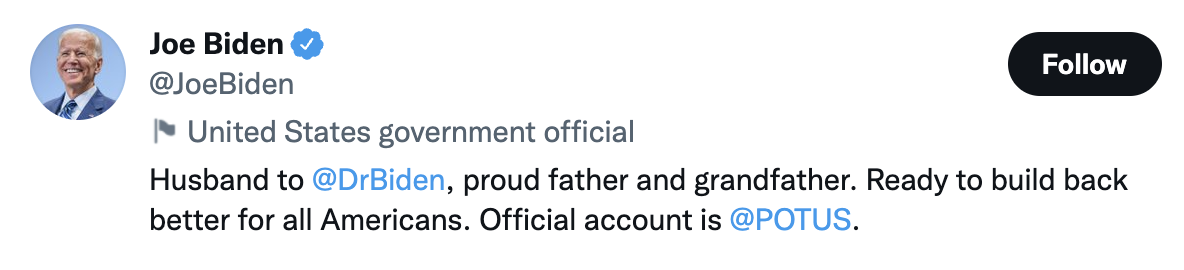 Joe Biden
@JoeBiden
Follow
United States government official
Husband to @DrBiden, proud father and grandfather. Ready to build back
better for all Americans. Official account is @POTUS.